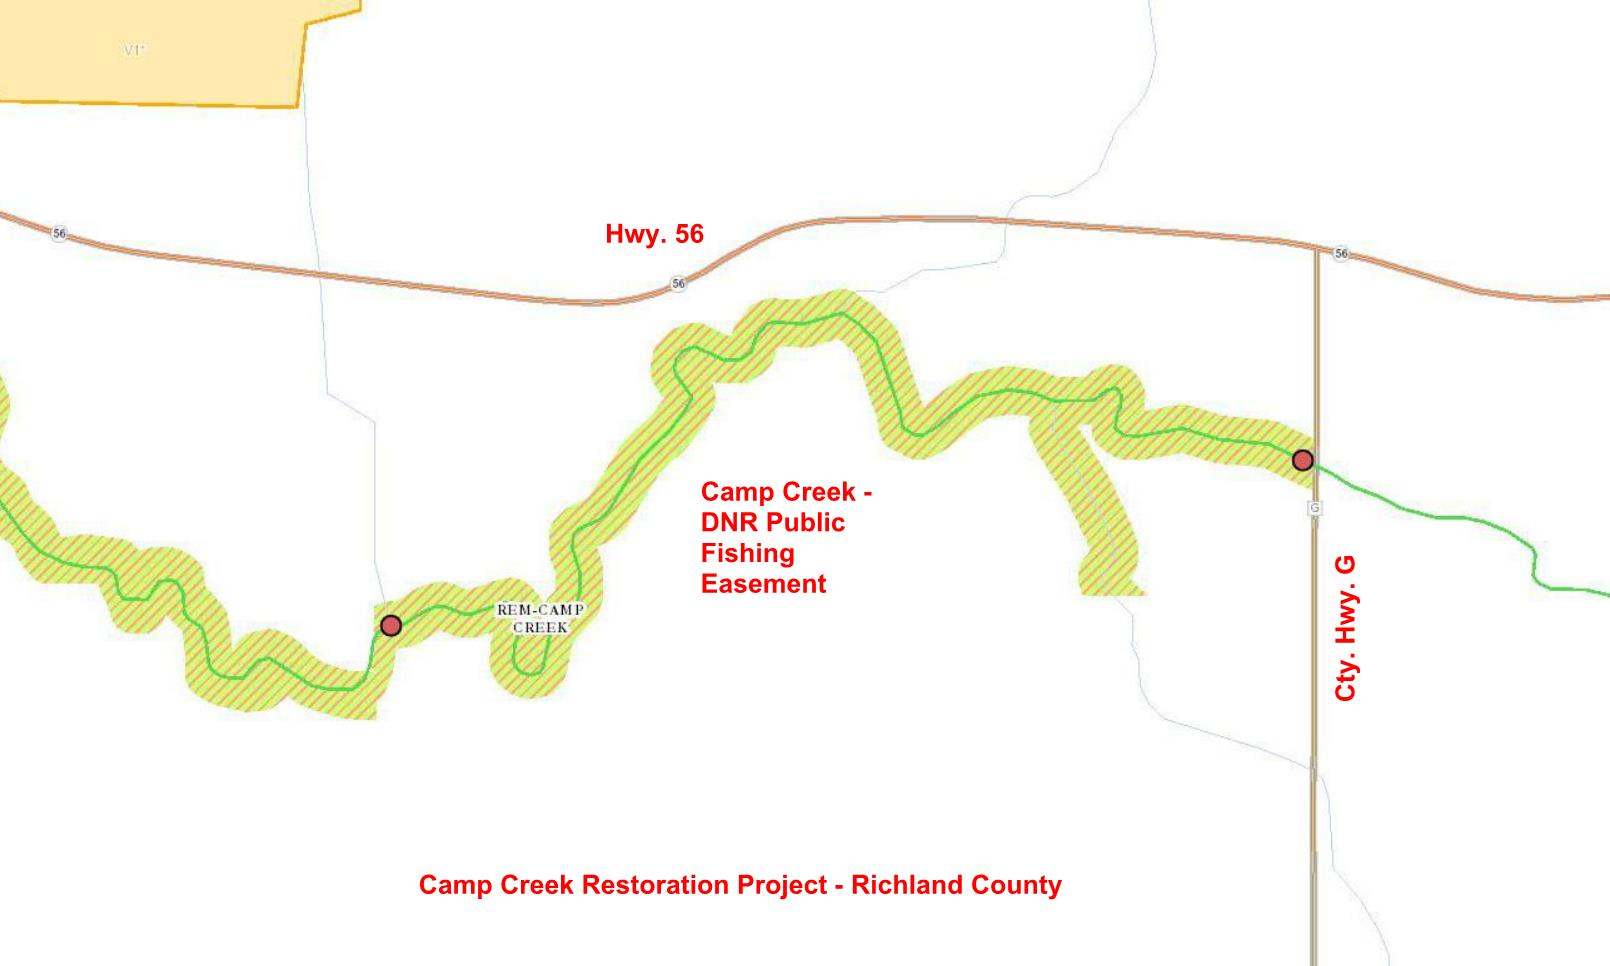 V1*
56
Hwy. 56
56
56
Camp Creek -
DNR Public
Fishing
Easement
G
Cty. Hwy. G
REM-CAMP
CREEK
Camp Creek Restoration Project - Richland County